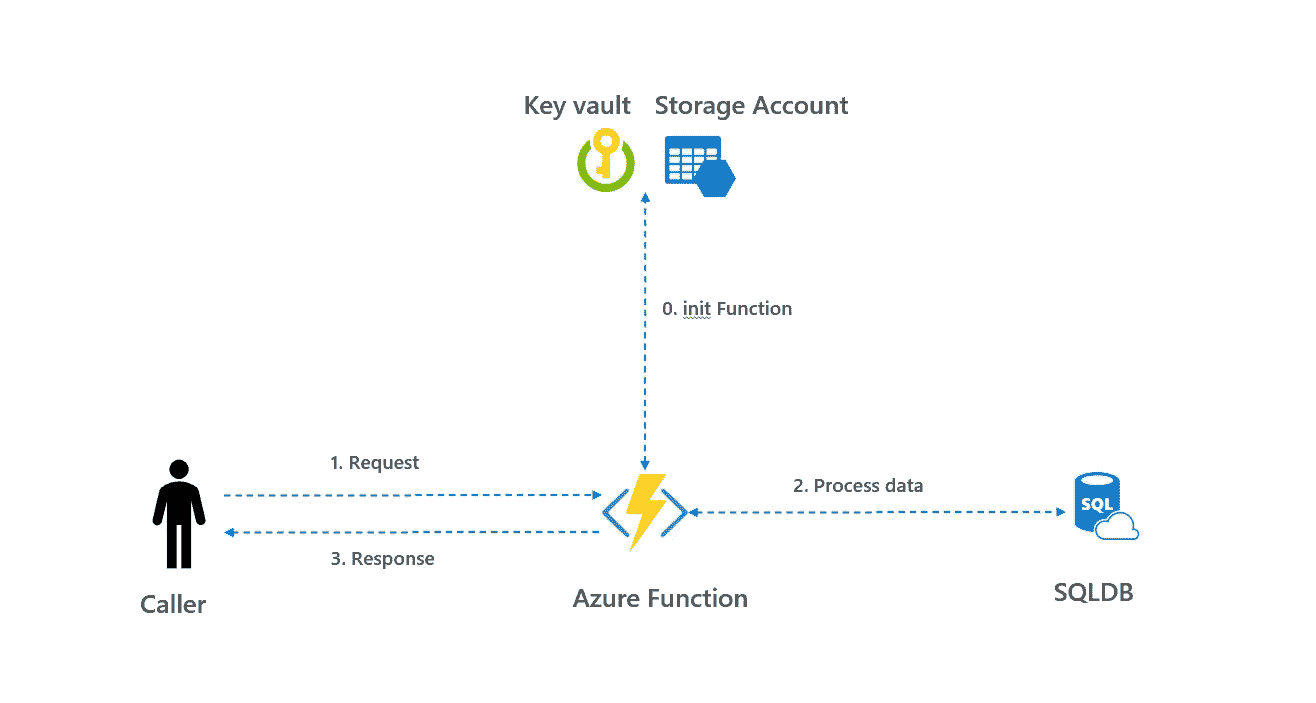 Key vault
Storage Account
0. init Function
1. Request
2. Process data
SQL
3. Response
Caller
Azure Function
SQLDB